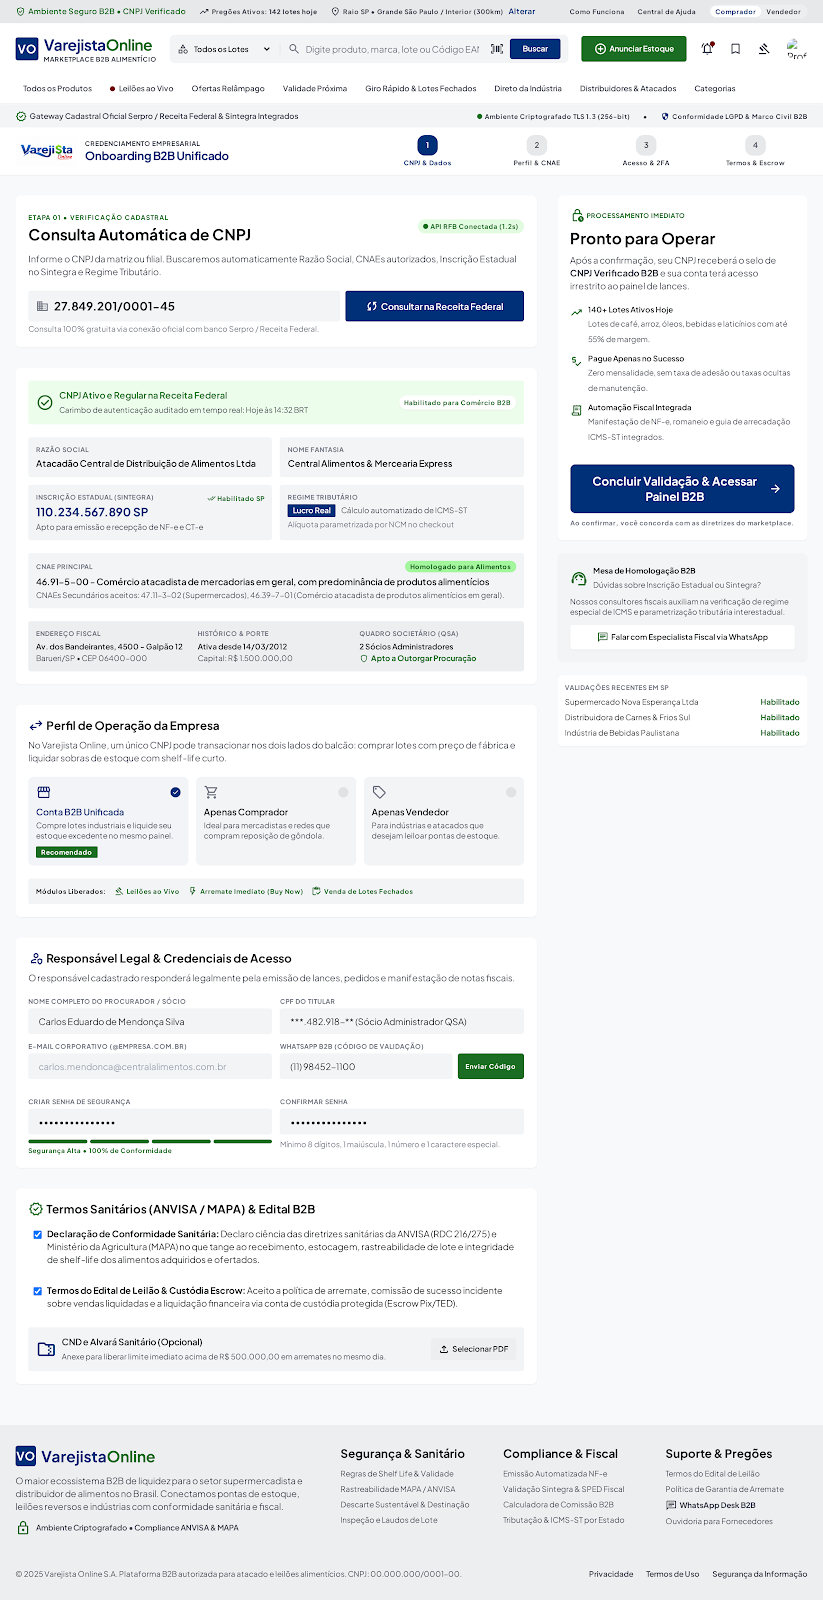 Ambiente Seguro B2B • CNPJ Verificado
Pregões Ativos: 142 lotes hoje
Raio SP • Grande São Paulo / Interior (300km) Alterar
Como Funciona
Central de Ajuda
Comprador
Vendedor
VO VarejistaOnline
MARKETPLACE B2B ALIMENTÍCIO
Todos os Lotes
Digite produto, marca, lote ou Código EAN
Buscar
Anunciar Estoque
Todos os Produtos
Leilões ao Vivo
Ofertas Relâmpago
Validade Próxima
Giro Rápido & Lotes Fechados
Direto da Indústria
Distribuidores & Atacados
Categorias
Gateway Cadastral Oficial Serpro / Receita Federal & Sintegra Integrados
Ambiente Criptografado TLS 1.3 (256-bit)
•
Conformidade LGPD & Marco Civil B2B
Varejista
Online
CREDENCIAMENTO EMPRESARIAL
Onboarding B2B Unificado
1
CNPJ & Dados
2
Perfil & CNAE
3
Acesso & 2FA
4
Termos & Escrow
ETAPA 01 • VERIFICAÇÃO CADASTRAL
Consulta Automática de CNPJ
API RFB Conectada (1.2s)
Informe o CNPJ da matriz ou filial. Buscaremos automaticamente Razão Social, CNAEs autorizados, Inscrição Estadual
no Sintegra e Regime Tributário.
27.849.201/0001-45
Consultar na Receita Federal
Consulta 100% gratuita via conexão oficial com banco Serpro / Receita Federal.
CNPJ Ativo e Regular na Receita Federal
Carimbo de autenticação auditado em tempo real: Hoje às 14:32 BRT
Habilitado para Comércio B2B
RAZÃO SOCIAL
Atacadão Central de Distribuição de Alimentos Ltda
NOME FANTASIA
Central Alimentos & Mercearia Express
INSCRIÇÃO ESTADUAL (SINTEGRA)
Habilitado SP
110.234.567.890 SP
Apto para emissão e recepção de NF-e e CT-e
REGIME TRIBUTÁRIO
Lucro Real Cálculo automatizado de ICMS-ST
Alíquota parametrizada por NCM no checkout
CNAE PRINCIPAL
Homologado para Alimentos
46.91-5-00 - Comércio atacadista de mercadorias em geral, com predominância de produtos alimentícios
CNAEs Secundários aceitos: 47.11-3-02 (Supermercados), 46.39-7-01 (Comércio atacadista de produtos alimentícios em geral).
ENDEREÇO FISCAL
Av. dos Bandeirantes, 4500 - Galpão 12
Barueri/SP • CEP 06400-000
HISTÓRICO & PORTE
Ativa desde 14/03/2012
Capital: R$ 1.500.000,00
QUADRO SOCIETÁRIO (QSA)
2 Sócios Administradores
Apto a Outorgar Procuração
Perfil de Operação da Empresa
No Varejista Online, um único CNPJ pode transacionar nos dois lados do balcão: comprar lotes com preço de fábrica e
liquidar sobras de estoque com shelf-life curto.
Conta B2B Unificada
Compre lotes industriais e liquide seu
estoque excedente no mesmo painel.
Recomendado
Apenas Comprador
Ideal para mercadistas e redes que
compram reposição de gôndola.
Apenas Vendedor
Para indústrias e atacados que
desejam leiloar pontas de estoque.
Módulos Liberados:
Leilões ao Vivo
Arremate Imediato (Buy Now)
Venda de Lotes Fechados
Responsável Legal & Credenciais de Acesso
O responsável cadastrado responderá legalmente pela emissão de lances, pedidos e manifestação de notas fiscais.
NOME COMPLETO DO PROCURADOR / SÓCIO
Carlos Eduardo de Mendonça Silva
CPF DO TITULAR
***.482.918-** (Sócio Administrador QSA)
E-MAIL CORPORATIVO (@EMPRESA.COM.BR)
carlos.mendonca@centralalimentos.com.br
WHATSAPP B2B (CÓDIGO DE VALIDAÇÃO)
(11) 98452-1100
Enviar Código
CRIAR SENHA DE SEGURANÇA
•••••••••••••••
Segurança Alta • 100% de Conformidade
CONFIRMAR SENHA
•••••••••••••••
Mínimo 8 dígitos, 1 maiúscula, 1 número e 1 caractere especial.
Termos Sanitários (ANVISA / MAPA) & Edital B2B
Declaração de Conformidade Sanitária: Declaro ciência das diretrizes sanitárias da ANVISA (RDC 216/275) e
Ministério da Agricultura (MAPA) no que tange ao recebimento, estocagem, rastreabilidade de lote e integridade
de shelf-life dos alimentos adquiridos e ofertados.
Termos do Edital de Leilão & Custódia Escrow: Aceito a política de arremate, comissão de sucesso incidente
sobre vendas liquidadas e a liquidação financeira via conta de custódia protegida (Escrow Pix/TED).
CND e Alvará Sanitário (Opcional)
Anexe para liberar limite imediato acima de R$ 500.000,00 em arremates no mesmo dia.
Selecionar PDF
PROCESSAMENTO IMEDIATO
Pronto para Operar
Após a confirmação, seu CNPJ receberá o selo de
CNPJ Verificado B2B e sua conta terá acesso
irrestrito ao painel de lances.
140+ Lotes Ativos Hoje
Lotes de café, arroz, óleos, bebidas e laticínios com até
55% de margem.
Pague Apenas no Sucesso
Zero mensalidade, sem taxa de adesão ou taxas ocultas
de manutenção.
Automação Fiscal Integrada
Manifestação de NF-e, romaneio e guia de arrecadação
ICMS-ST integrados.
Concluir Validação & Acessar
Painel B2B
Ao confirmar, você concorda com as diretrizes do marketplace.
Mesa de Homologação B2B
Dúvidas sobre Inscrição Estadual ou Sintegra?
Nossos consultores fiscais auxiliam na verificação de regime
especial de ICMS e parametrização tributária interestadual.
Falar com Especialista Fiscal via WhatsApp
VALIDAÇÕES RECENTES EM SP
Supermercado Nova Esperança Ltda Habilitado
Distribuidora de Carnes & Frios Sul Habilitado
Indústria de Bebidas Paulistana Habilitado
VO VarejistaOnline
O maior ecossistema B2B de liquidez para o setor supermercadista e
distribuidor de alimentos no Brasil. Conectamos pontas de estoque,
leilões reversos e indústrias com conformidade sanitária e fiscal.
Ambiente Criptografado • Compliance ANVISA & MAPA
Segurança & Sanitário
Regras de Shelf Life & Validade
Rastreabilidade MAPA / ANVISA
Descarte Sustentável & Destinação
Inspeção e Laudos de Lote
Compliance & Fiscal
Emissão Automatizada NF-e
Validação Sintegra & SPED Fiscal
Calculadora de Comissão B2B
Tributação & ICMS-ST por Estado
Suporte & Pregões
Termos do Edital de Leilão
Política de Garantia de Arremate
WhatsApp Desk B2B
Ouvidoria para Fornecedores
© 2025 Varejista Online S.A. Plataforma B2B autorizada para atacado e leilões alimentícios. CNPJ: 00.000.000/0001-00.
Privacidade
Termos de Uso
Segurança da Informação